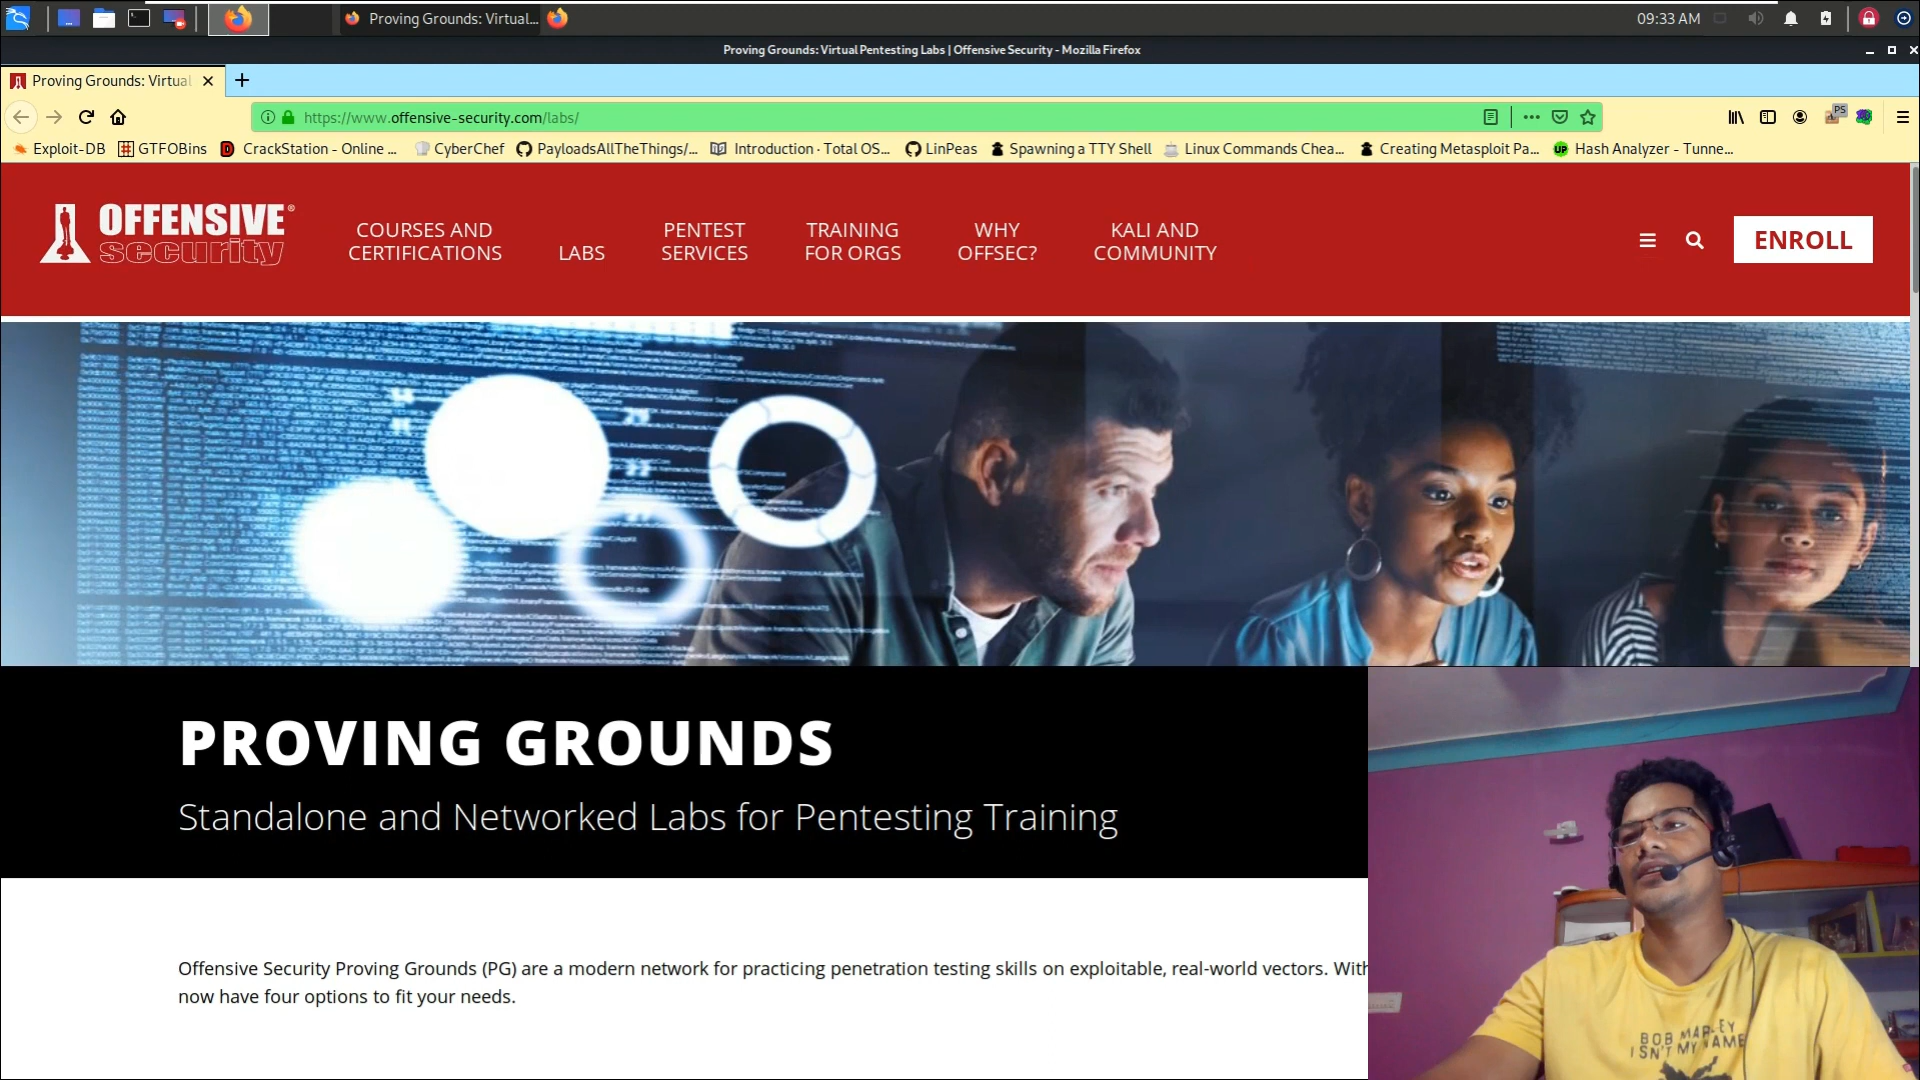 Proving Grounds: Virtual...
09:33 AM
Proving Grounds: Virtual Pentesting Labs | Offensive Security - Mozilla Firefox
Proving Grounds: Virtual
https://www.offensive-security.com/labs/
PS
Exploit-DB GTFOBins CrackStation - Online ... CyberChef PayloadsAllTheThings/... Introduction · Total OS... LinPeas Spawning a TTY Shell Linux Commands Chea... Creating Metasploit Pa... UP Hash Analyzer - Tunne...
OFFENSIVE®
security
COURSES AND
CERTIFICATIONS
LABS
PENTEST
SERVICES
TRAINING
FOR ORGS
WHY
OFFSEC?
KALI AND
COMMUNITY
ENROLL
PROVING GROUNDS
Standalone and Networked Labs for Pentesting Training
Offensive Security Proving Grounds (PG) are a modern network for practicing penetration testing skills on exploitable, real-world vectors. With
now have four options to fit your needs.
BOB MARLEY
ISN'T MY NAME